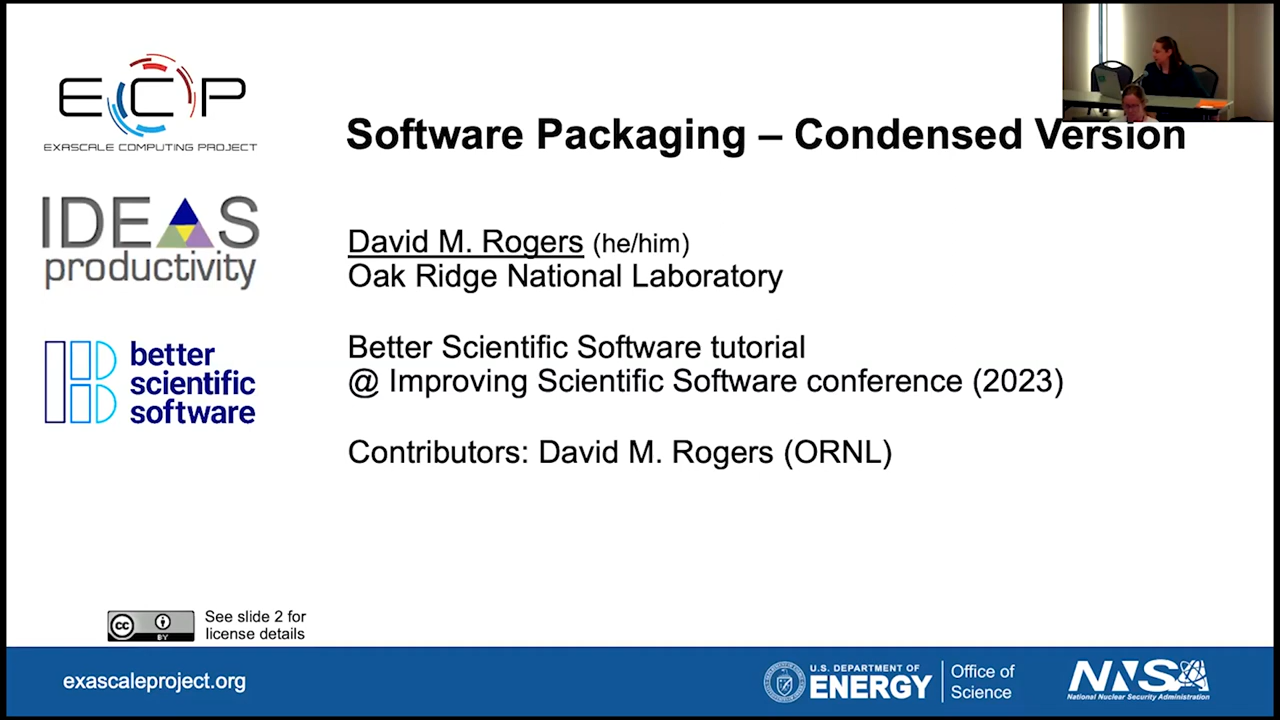 ECP
EXASCALE COMPUTING PROJECT
IDEAS
productivity
better
scientific
software
Software Packaging – Condensed Version
David M. Rogers (he/him)
Oak Ridge National Laboratory
Better Scientific Software tutorial
@ Improving Scientific Software conference (2023)
Contributors: David M. Rogers (ORNL)
CC BY
See slide 2 for
license details
exascaleproject.org
U.S. DEPARTMENT OF
ENERGY
Office of
Science
NNSA
National Nuclear Security Administration